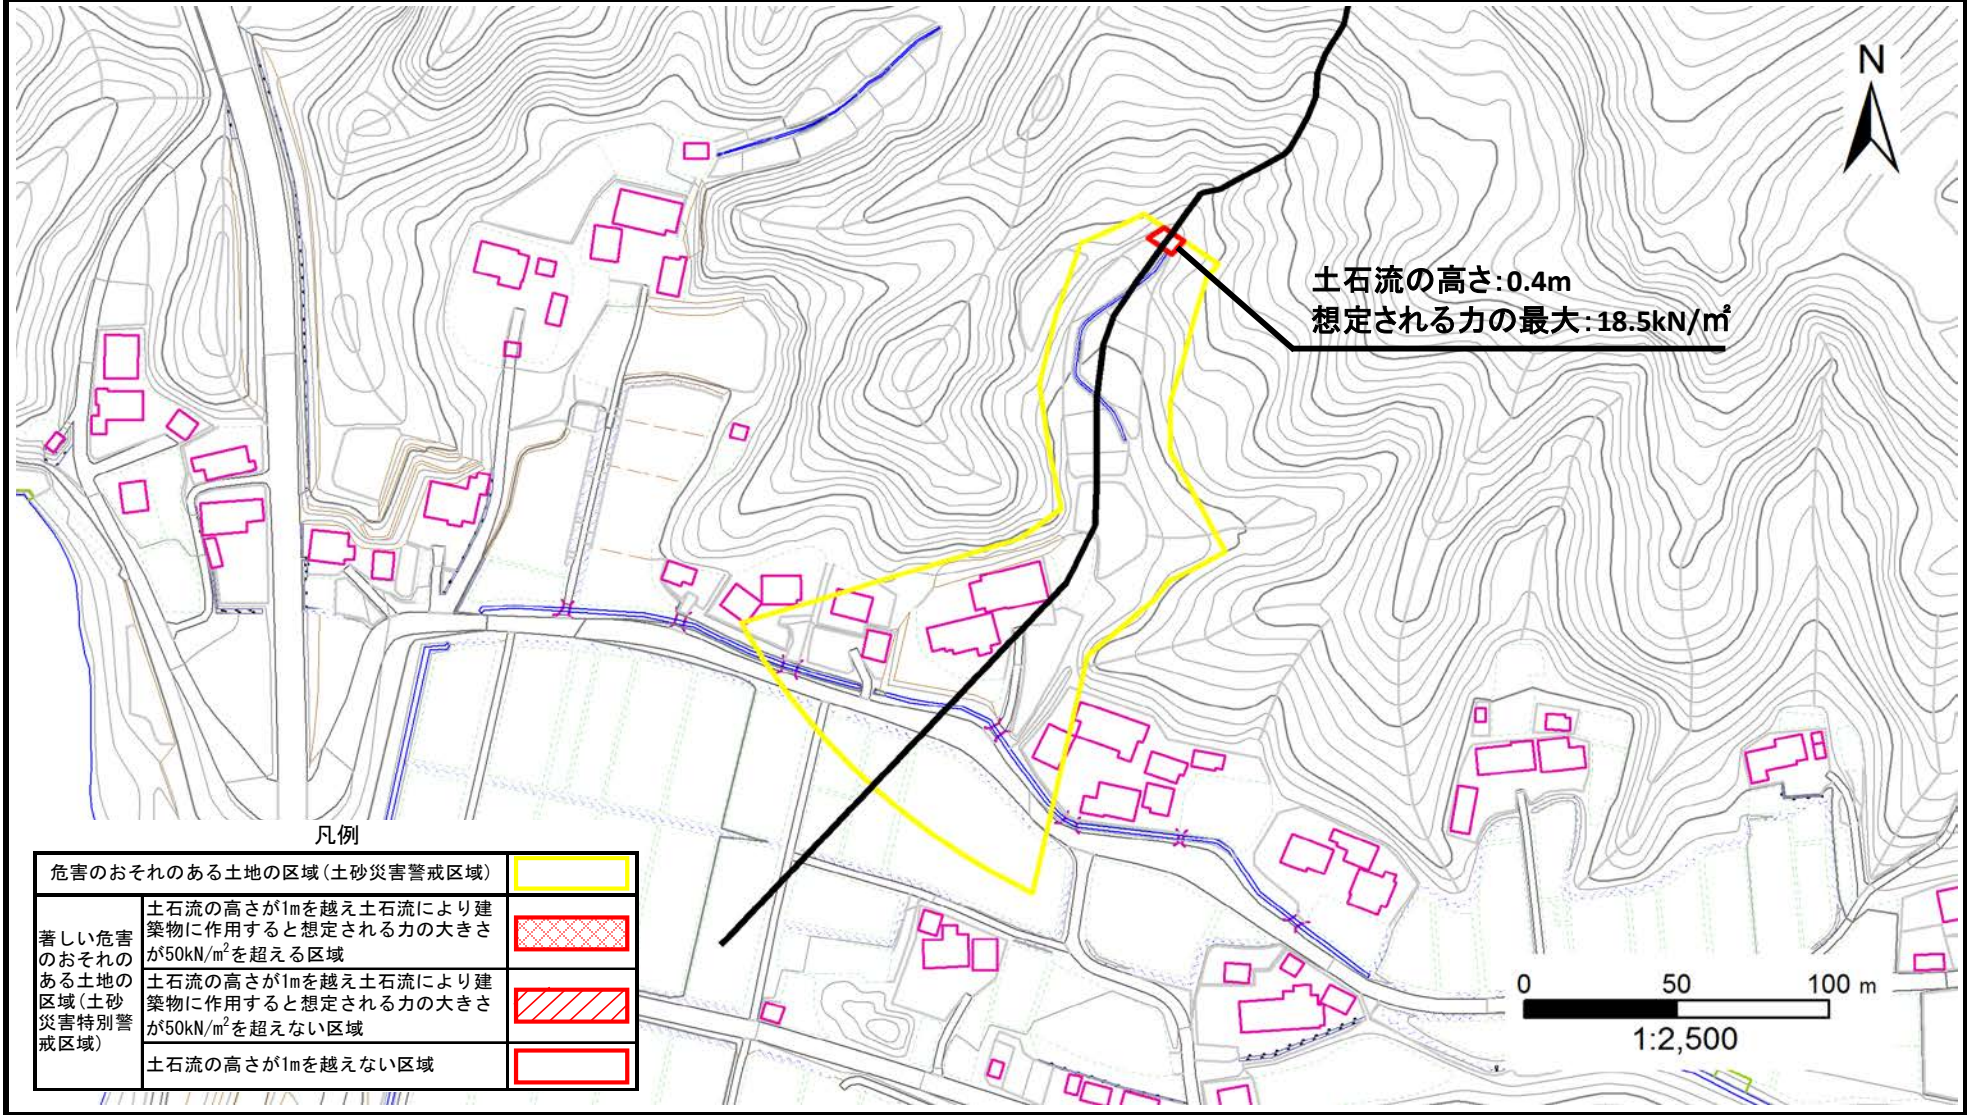 N
土石流の高さ:0.4m
想定される力の最大:18.5kN/㎡
凡例
危害のおそれのある土地の区域(土砂災害警戒区域)
著しい危害
のおそれの
ある土地の
区域(土砂
災害特別警
戒区域)
土石流の高さが1mを越え土石流により建
築物に作用すると想定される力の大きさ
が50kN/m²を超える区域
土石流の高さが1mを越え土石流により建
築物に作用すると想定される力の大きさ
が50kN/m²を超えない区域
土石流の高さが1mを越えない区域
0 50 100 m
1:2,500